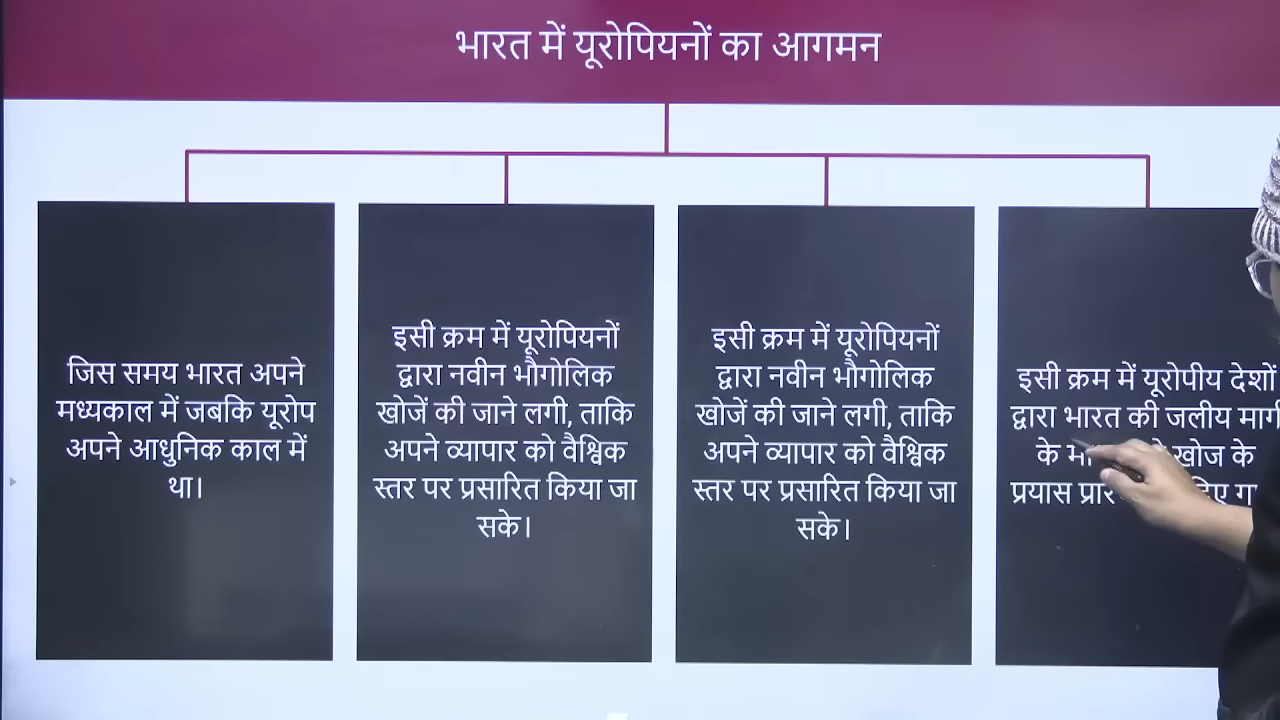 भारत में यूरोपियनों का आगमन
जिस समय भारत अपने
मध्यकाल में जबकि यूरोप
अपने आधुनिक काल में
था।
इसी क्रम में यूरोपियनों
द्वारा नवीन भौगोलिक
खोजें की जाने लगी, ताकि
अपने व्यापार को वैश्विक
स्तर पर प्रसारित किया जा
सके।
इसी क्रम में यूरोपियनों
द्वारा नवीन भौगोलिक
खोजें की जाने लगी, ताकि
अपने व्यापार को वैश्विक
स्तर पर प्रसारित किया जा
सके।
इसी क्रम में यूरोपीय देशों
द्वारा भारत की जलीय मार्ग
के खोज के
प्रयास